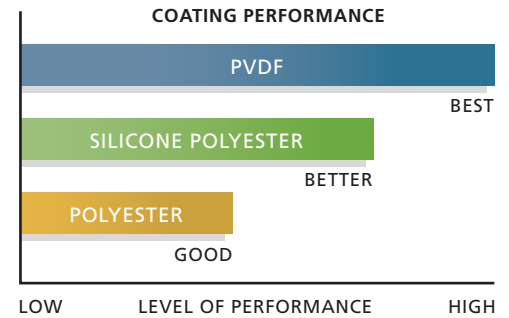 COATING PERFORMANCE
PVDF
BEST
SILICONE POLYESTER
BETTER
POLYESTER
GOOD
LOW LEVEL OF PERFORMANCE HIGH